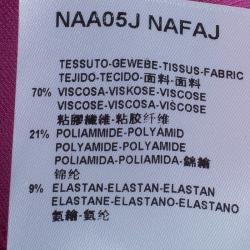 NAA05J NAFAJ
TESSUTO-GEWEBE-TISSUS-FABRIC
TEJIDO-TECIDO-面料-面料
70% VISCOSA-VISKOSE-VISCOSE
VISCOSA-VISCOSE-VISCOSE
粘膠纖維-粘胶纤维
21% POLIAMMIDE-POLYAMID
POLYAMIDE-POLYAMIDE
POLIAMIDA-POLIAMIDA-錦綸
锦纶
9% ELASTAN-ELASTAN-ELASTAN
ELASTANE-ELASTANO-ELASTANO
氨綸-氨纶